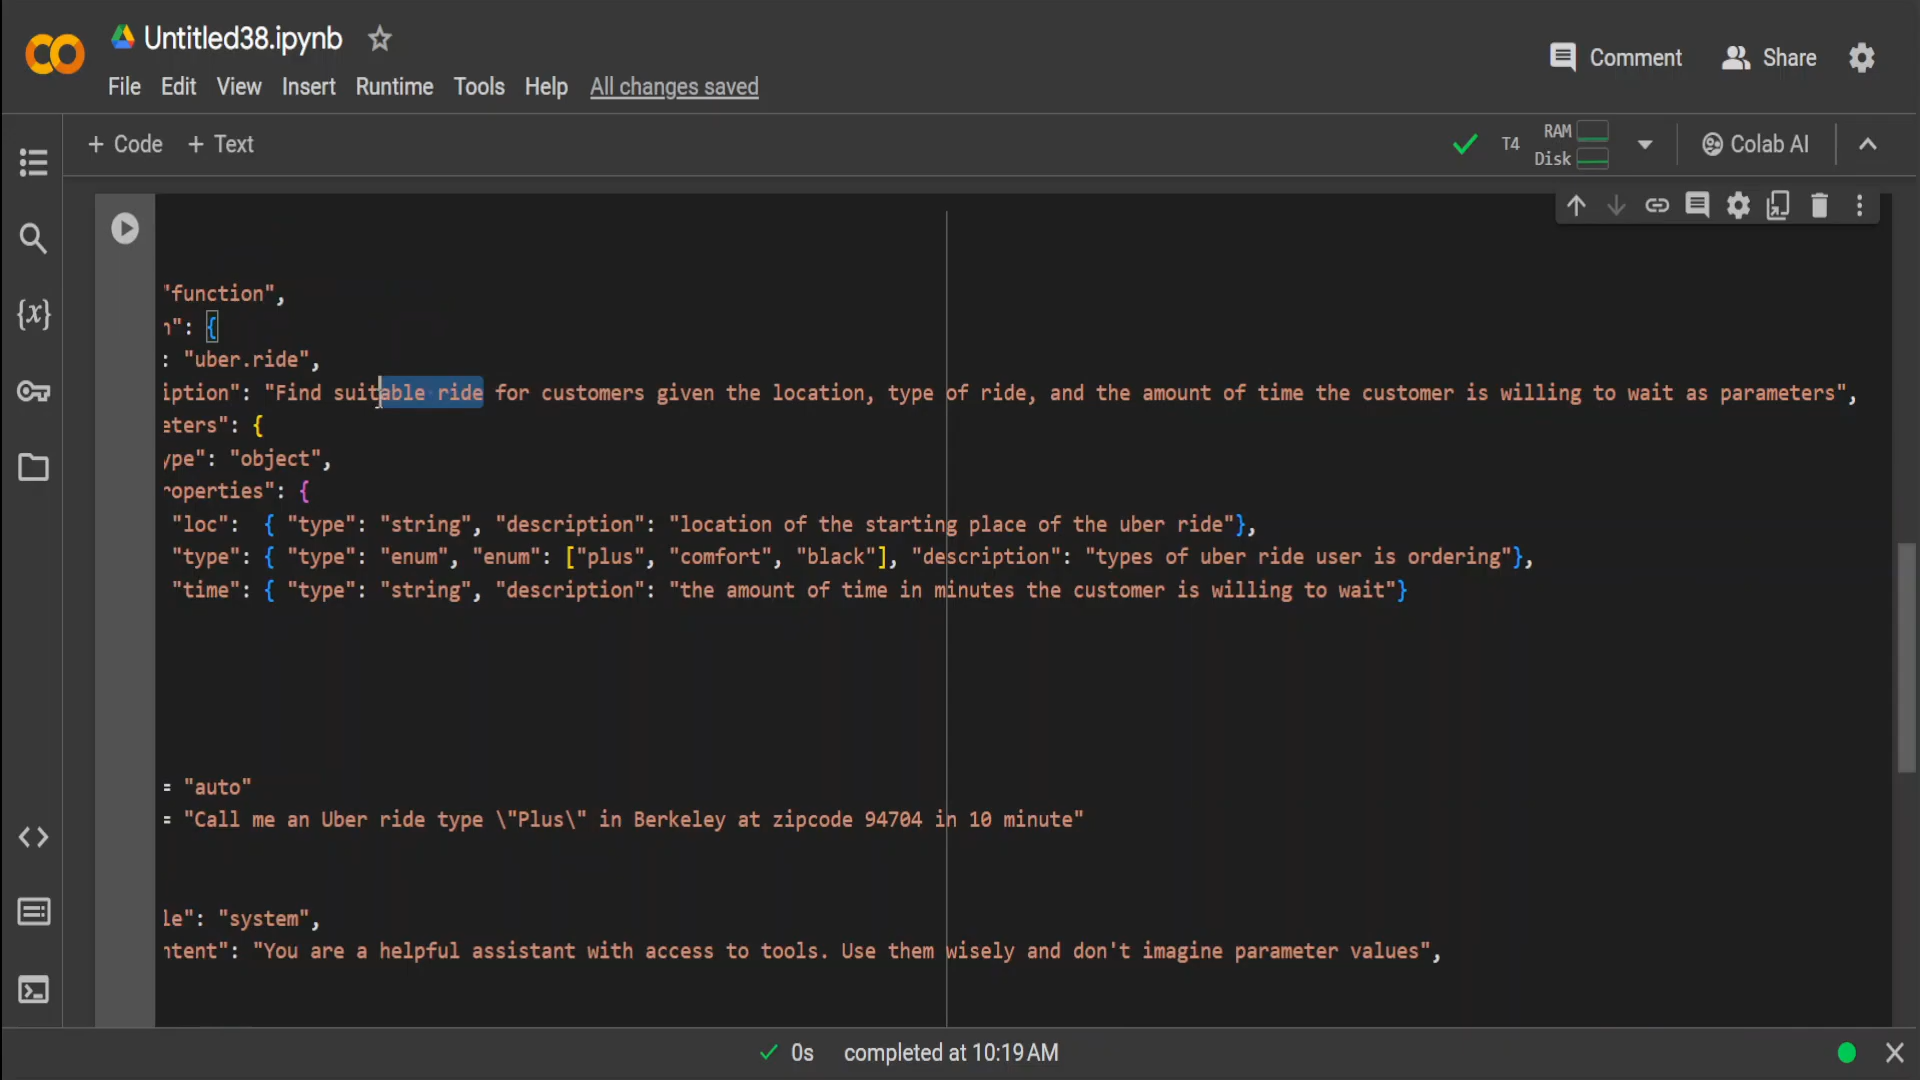 Untitled38.ipynb
File Edit View Insert Runtime Tools Help All changes saved
Comment Share
+ Code + Text
T4 RAM Disk Colab AI
"function",
n": {
: "uber.ride",
iption": "Find suitable ride for customers given the location, type of ride, and the amount of time the customer is willing to wait as parameters",
eters": {
ype": "object",
roperties": {
"loc":  { "type": "string", "description": "location of the starting place of the uber ride"},
"type": { "type": "enum", "enum": ["plus", "comfort", "black"], "description": "types of uber ride user is ordering"},
"time": { "type": "string", "description": "the amount of time in minutes the customer is willing to wait"}
= "auto"
= "Call me an Uber ride type \"Plus\" in Berkeley at zipcode 94704 in 10 minute"
le": "system",
ntent": "You are a helpful assistant with access to tools. Use them wisely and don't imagine parameter values",
0s completed at 10:19 AM